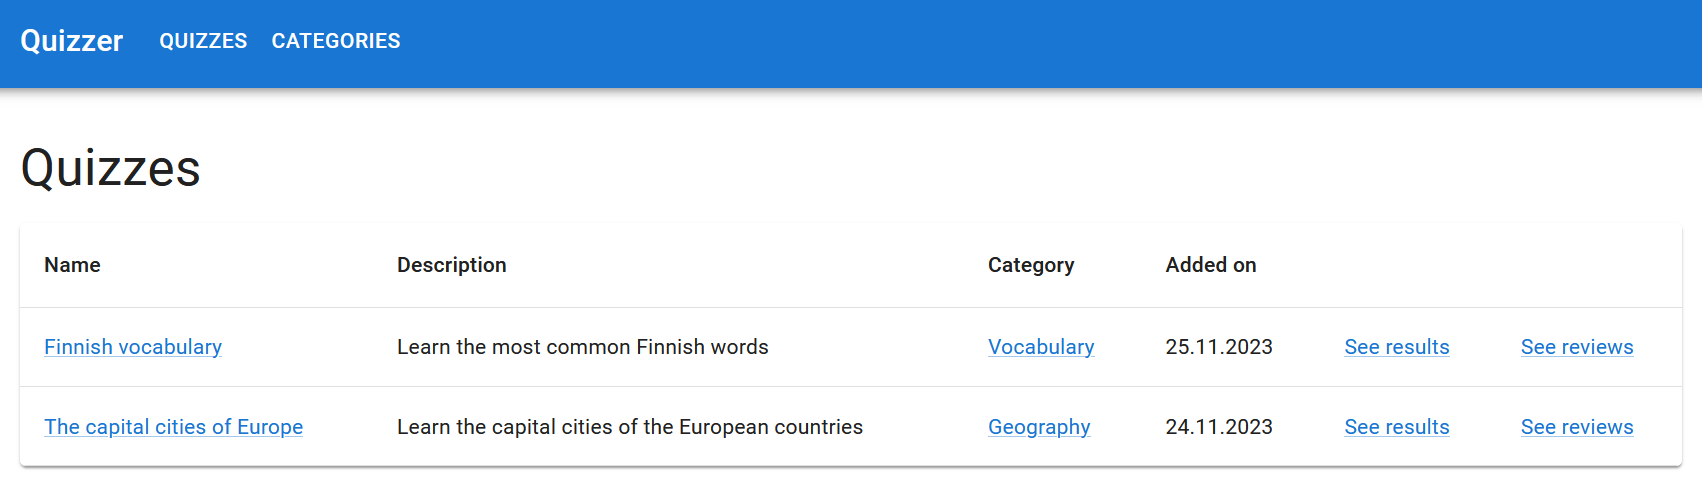 Quizzer QUIZZES CATEGORIES
Quizzes
Name Description Category Added on
Finnish vocabulary Learn the most common Finnish words Vocabulary 25.11.2023 See results See reviews
The capital cities of Europe Learn the capital cities of the European countries Geography 24.11.2023 See results See reviews